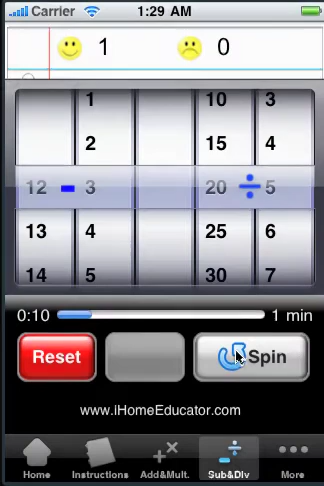 Carrier 1:29 AM
1 0
1 10 3
2 15 4
12 - 3 20 ÷ 5
13 4 25 6
14 5 30 7
0:10 1 min
Reset Spin
www.iHomeEducator.com
Home Instructions Add&Mult. Sub&Div More